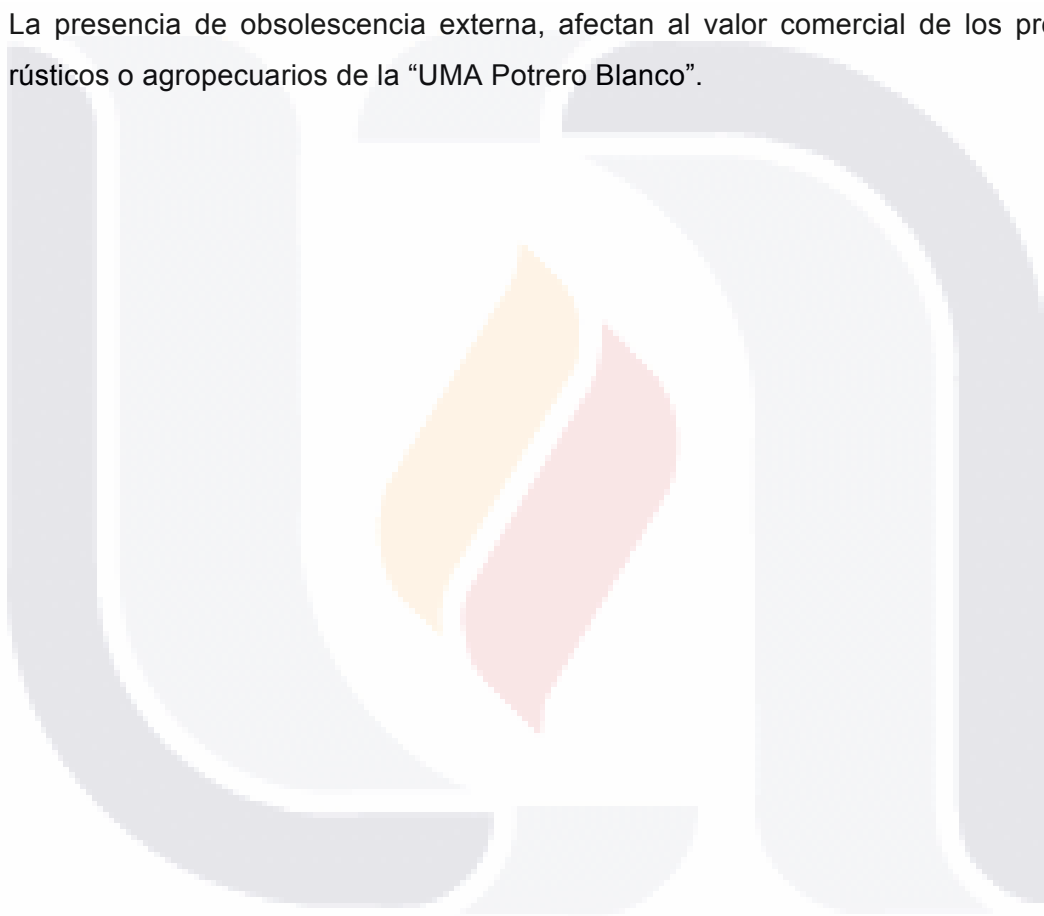 La presencia de obsolescencia externa, afectan al valor comercial de los
rústicos o agropecuarios de la “UMA Potrero Blanco”.